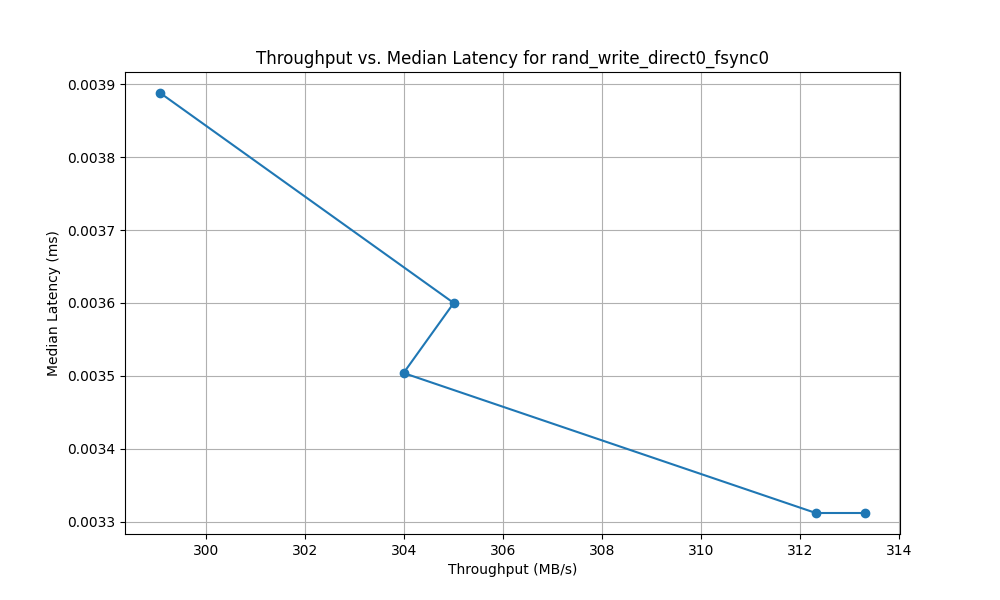 Throughput vs. Median Latency for rand_write_direct0_fsync0
0.0039
0.0038
0.0037
0.0036
0.0035
0.0034
0.0033
Median Latency (ms)
300 302 304 306 308 310 312 314
Throughput (MB/s)